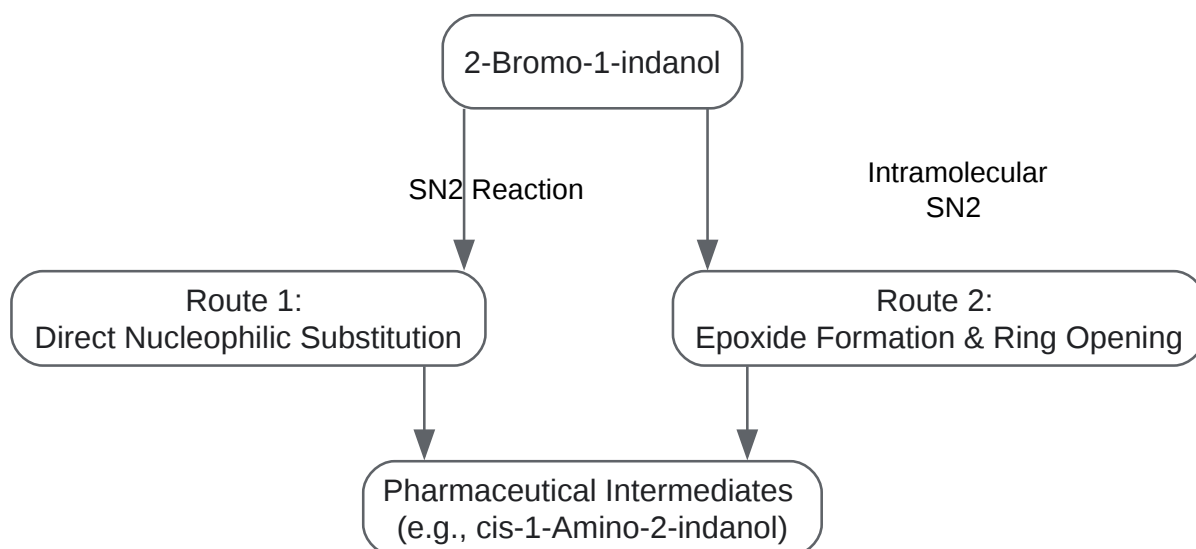 2-Bromo-1-indanol
SN2 Reaction
Intramolecular
SN2
Route 1:
Direct Nucleophilic Substitution
Route 2:
Epoxide Formation & Ring Opening
Pharmaceutical Intermediates
(e.g., cis-1-Amino-2-indanol)